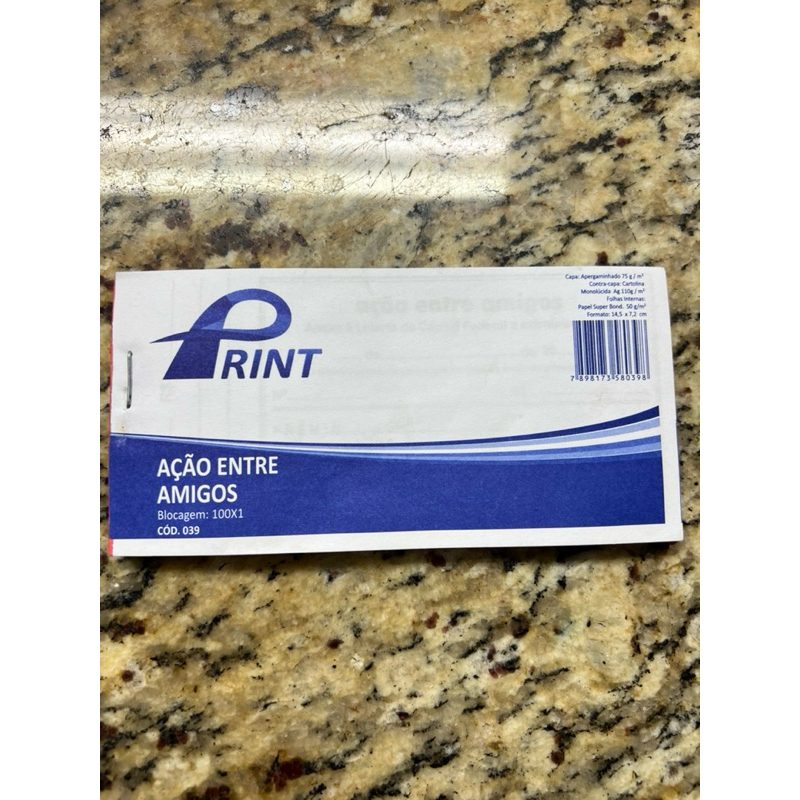 PRINT
Capa: Apergaminhado 75 g / m²
Contra-capa: Cartolina
Monolúcida Ag 110g / m²
Folhas Internas:
Papel Super Bond. 50 g/m²
Formato: 14,5 x 7,2 cm
7 898173 580398
AÇÃO ENTRE
AMIGOS
Blocagem: 100X1
CÓD. 039